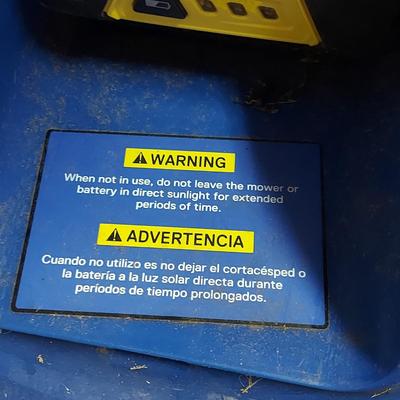 WARNING
When not in use, do not leave the mower or
battery in direct sunlight for extended
periods of time.
ADVERTENCIA
Cuando no utilizo es no dejar el cortacésped o
la batería a la luz solar directa durante
períodos de tiempo prolongados.